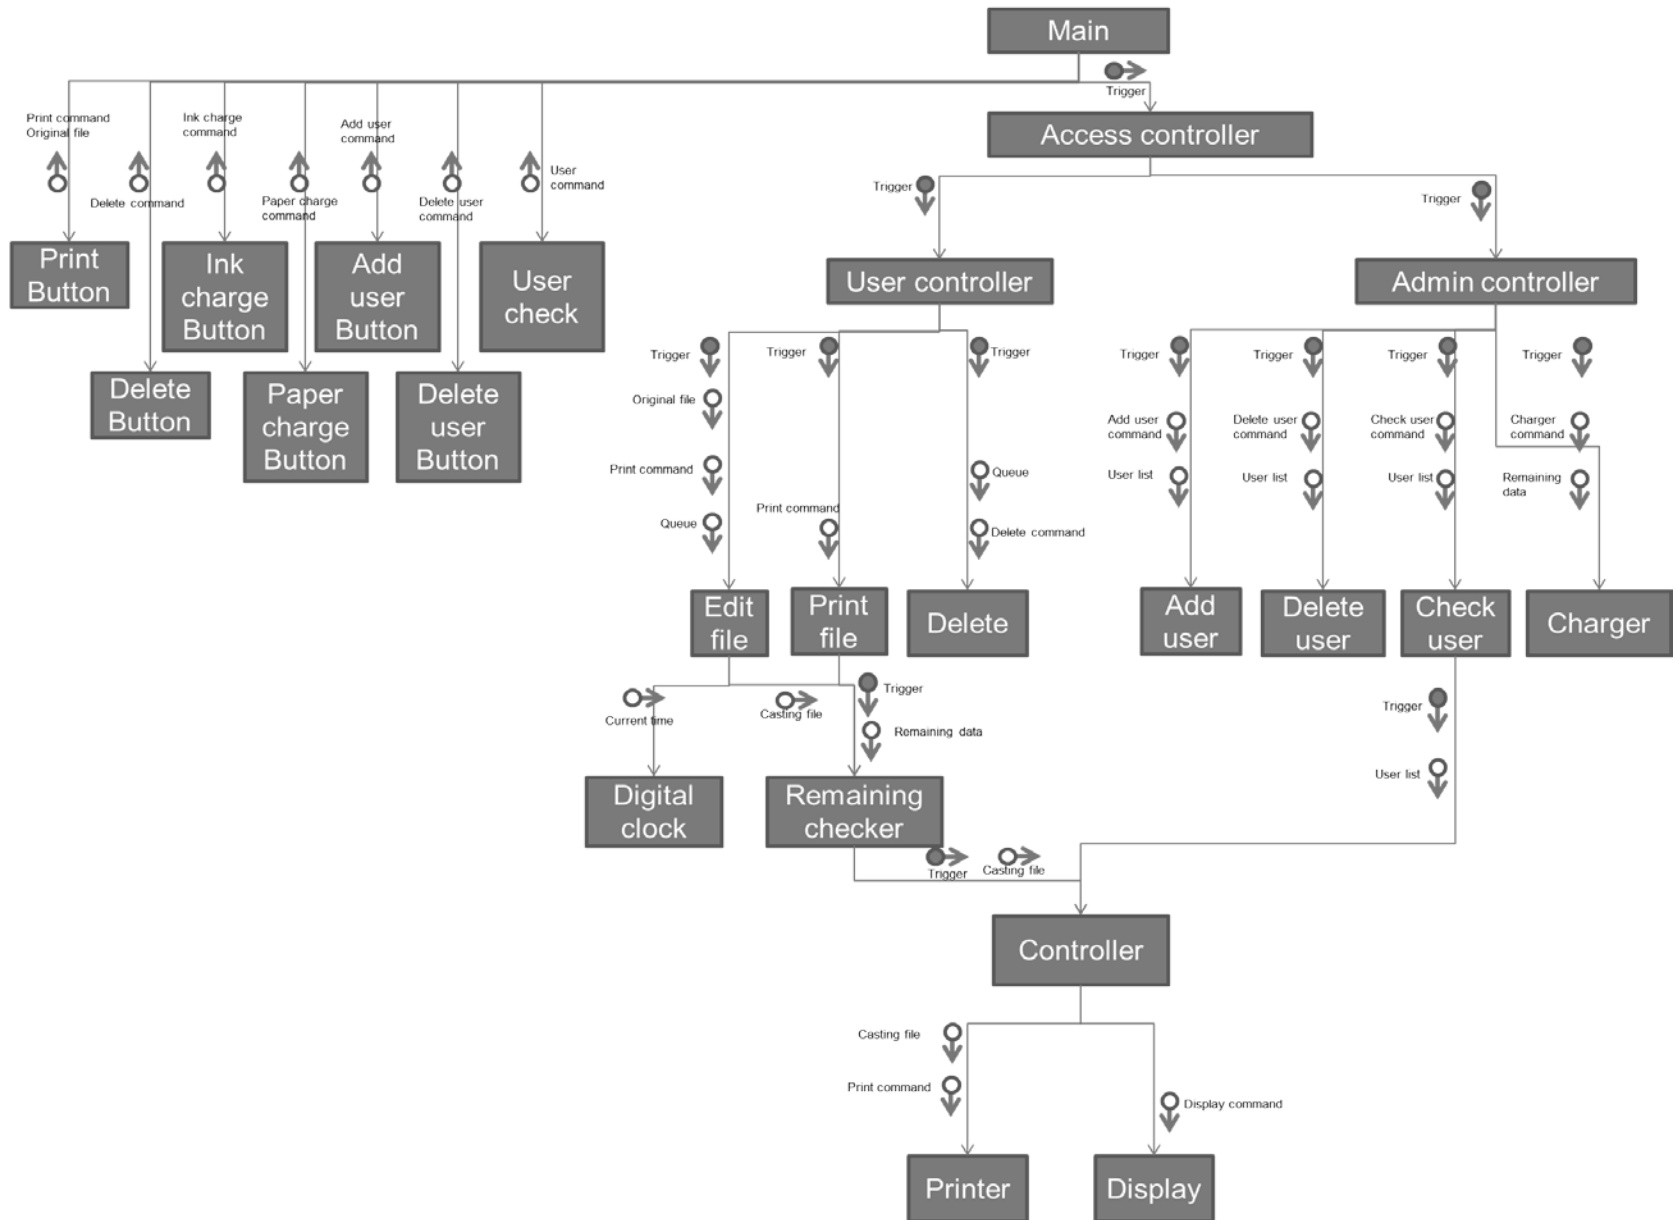 Main
Trigger
Print command
Original file
Ink charge
command
Add user
command
Access controller
User
command
Delete command
Paper charge
command
Delete user
command
Trigger
Trigger
Print
Button
Ink
charge
Button
Add
user
Button
User
check
User controller
Admin controller
Delete
Button
Paper
charge
Button
Delete
user
Button
Trigger
Trigger
Trigger
Trigger
Trigger
Trigger
Trigger
Original file
Add user
command
Delete user
command
Check user
command
Charger
command
Print command
Queue
User list
User list
User list
Remaining
data
Queue
Print command
Delete command
Edit
file
Print
file
Delete
Add
user
Delete
user
Check
user
Charger
Trigger
Current time
Casting file
Remaining data
Trigger
User list
Digital
clock
Remaining
checker
Trigger
Casting file
Controller
Casting file
Print command
Display command
Printer
Display